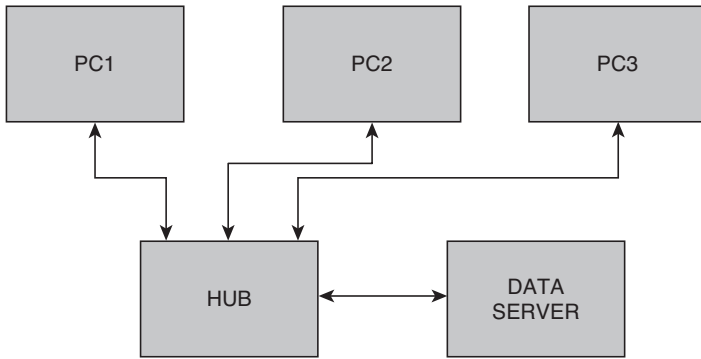 PC1
PC2
PC3
HUB
DATA
SERVER